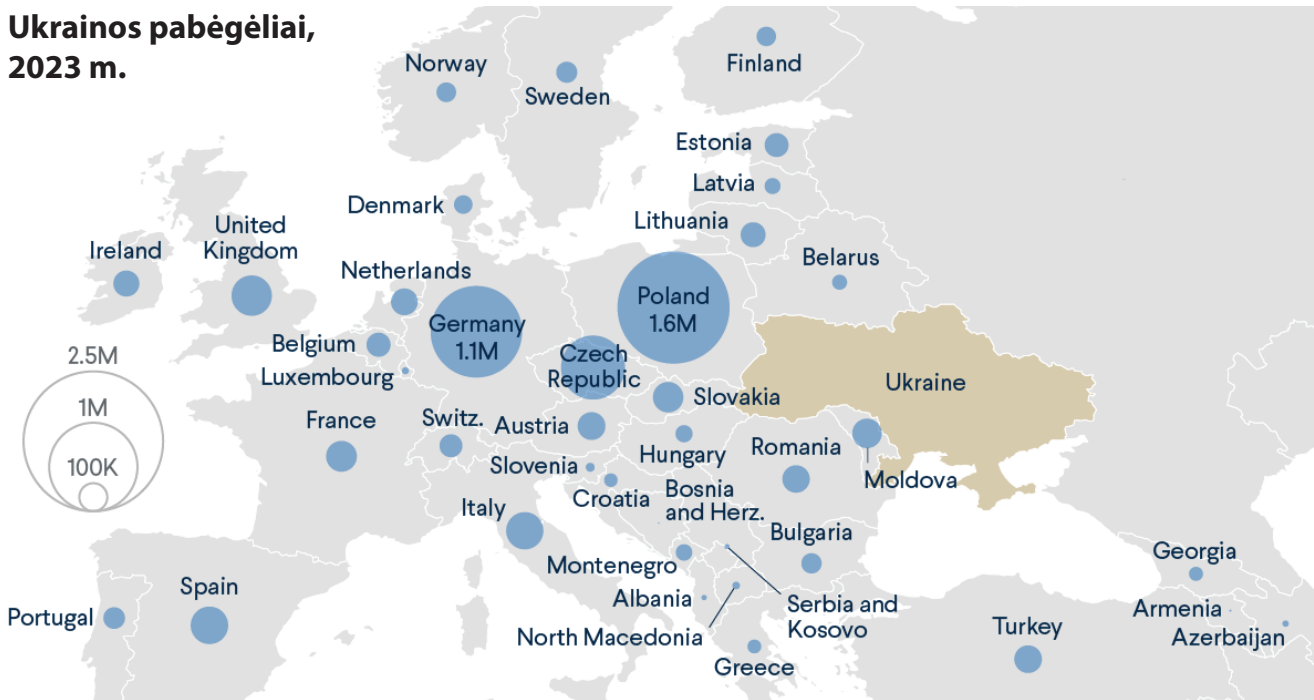 Ukrainos pabėgėliai,
2023 m.
Norway
Sweden
Finland
Estonia
Latvia
Lithuania
Denmark
United
Kingdom
Ireland
Netherlands
Belarus
Poland
1.6M
Germany
1.1M
Belgium
Luxembourg
Czech
Republic
Slovakia
Ukraine
2.5M
1M
100K
France
Switz.
Austria
Hungary
Romania
Moldova
Slovenia
Croatia
Bosnia
and Herz.
Italy
Bulgaria
Montenegro
Albania
North Macedonia
Serbia and
Kosovo
Greece
Spain
Portugal
Turkey
Georgia
Armenia
Azerbaijan